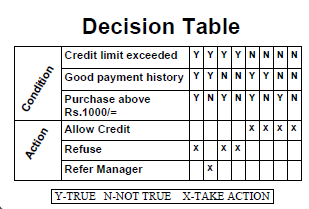 Decision Table
Condition
Credit limit exceeded Y Y Y Y N N N N
Good payment history Y Y N N Y Y N N
Purchase above Y N Y N Y N Y N
Rs.1000/=
Action
Allow Credit X X X X
Refuse X X X
Refer Manager X
Y-TRUE N-NOT TRUE X-TAKE ACTION